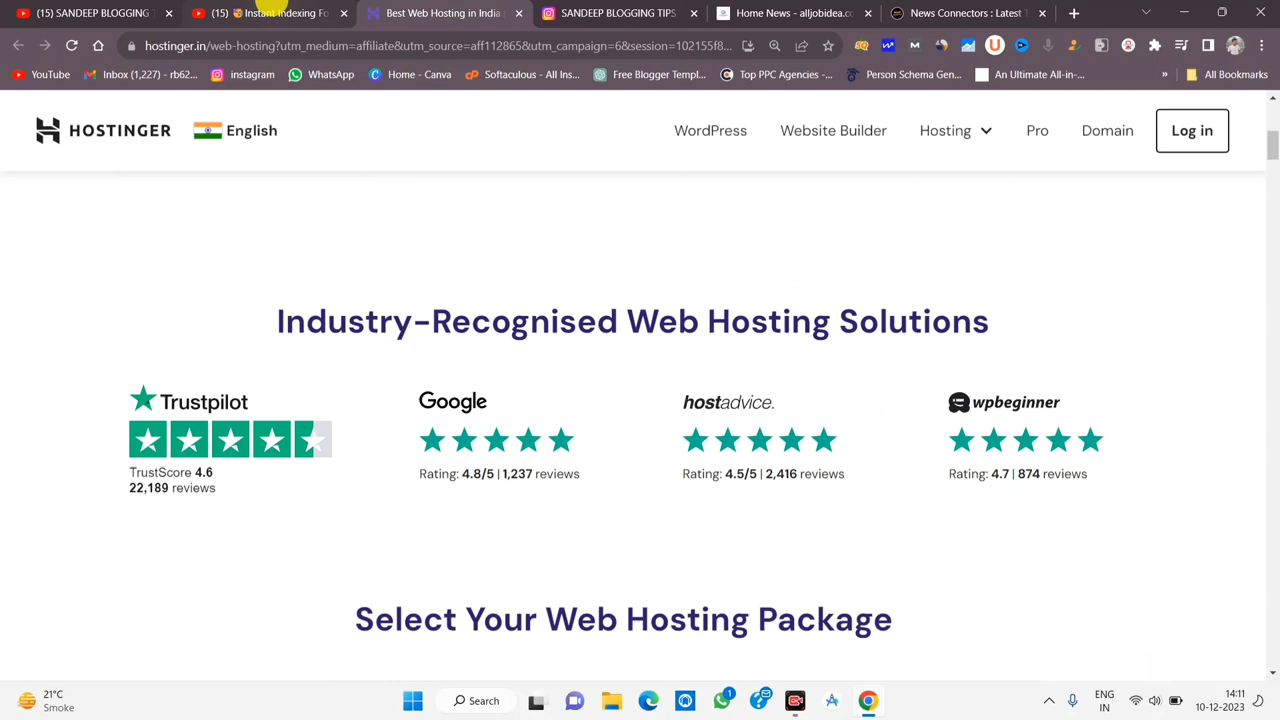 (15) SANDEEP BLOGGING
(15) Instant Indexing Fo
Best Web Hosting in India
SANDEEP BLOGGING TIPS
Home News - alljobidea.co
News Connectors : Latest T
hostinger.in/web-hosting?utm_medium=affiliate&utm_source=aff112865&utm_campaign=6&session=102155f8...
YouTube
Inbox (1,227) - rb62...
instagram
WhatsApp
Home - Canva
Softaculous - All Ins...
Free Blogger Templ...
Top PPC Agencies -...
Person Schema Gen...
An Ultimate All-in-...
»
All Bookmarks
HOSTINGER
English
WordPress
Website Builder
Hosting
Pro
Domain
Log in
Industry-Recognised Web Hosting Solutions
Trustpilot
TrustScore 4.6
22,189 reviews
Google
Rating: 4.8/5 | 1,237 reviews
hostadvice.
Rating: 4.5/5 | 2,416 reviews
wpbeginner
Rating: 4.7 | 874 reviews
Select Your Web Hosting Package
21°C
Smoke
Search
1
ENG
IN
14:11
10-12-2023